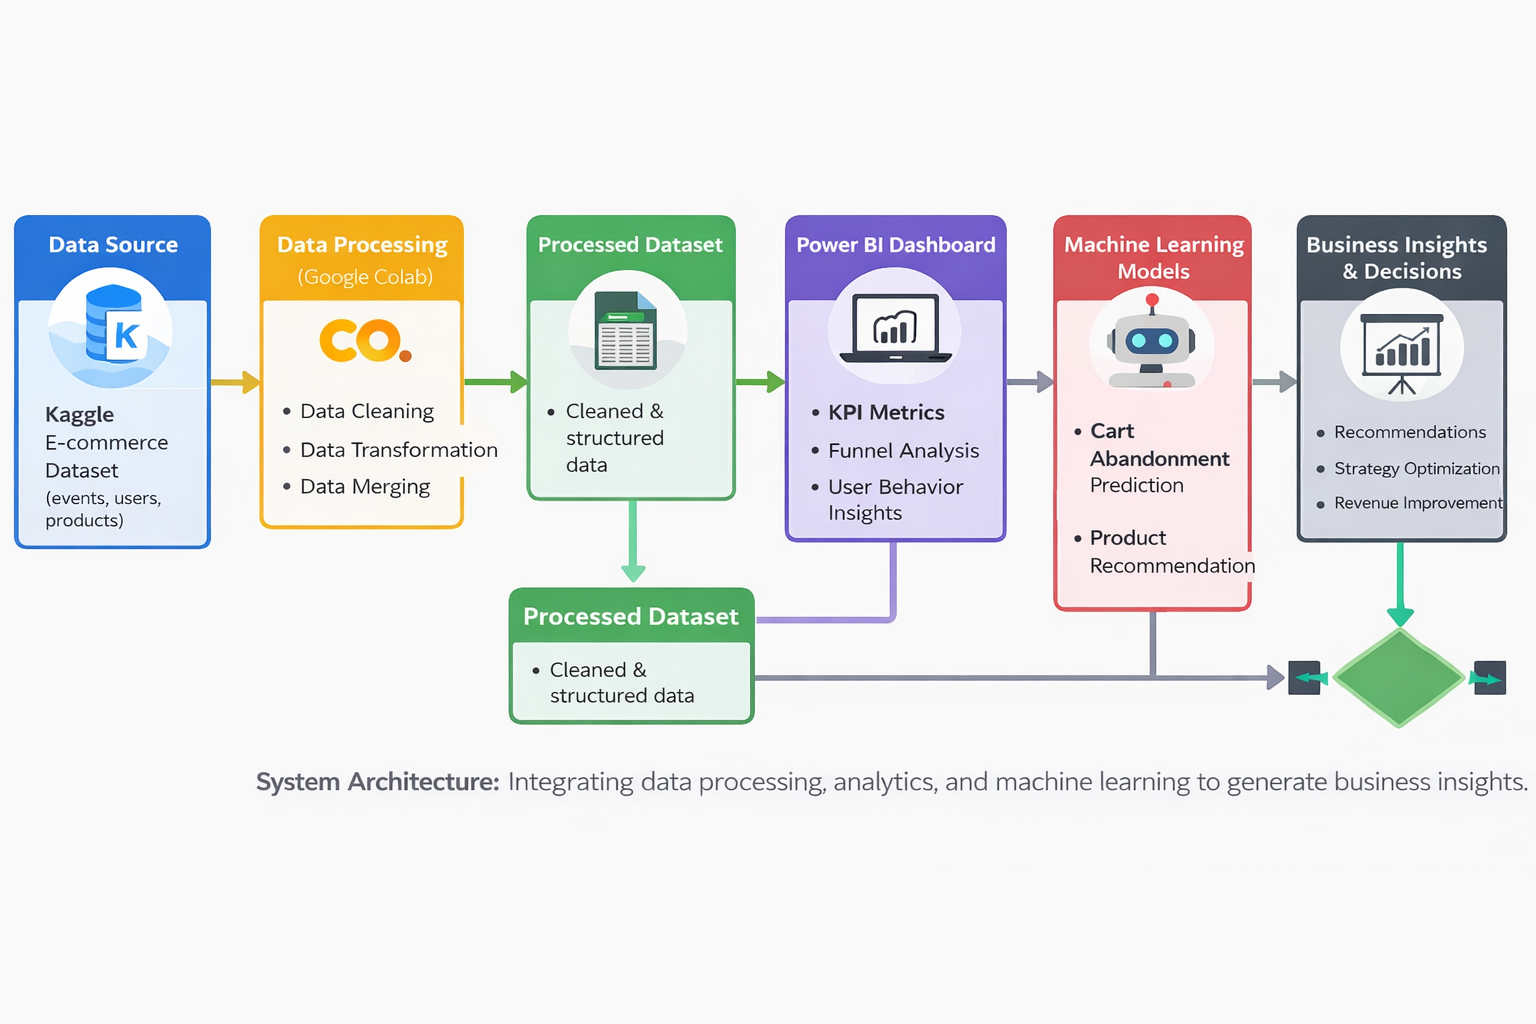 Data Source
K
Kaggle
E-commerce
Dataset
(events, users,
products)
Data Processing
(Google Colab)
CO.
• Data Cleaning
• Data Transformation
• Data Merging
Processed Dataset
• Cleaned &
structured
data
Power BI Dashboard
• KPI Metrics
• Funnel Analysis
• User Behavior
Insights
Machine Learning
Models
• Cart
Abandonment
Prediction
• Product
Recommendation
Business Insights
& Decisions
• Recommendations
• Strategy Optimization
• Revenue Improvement
Processed Dataset
• Cleaned &
structured data
System Architecture: Integrating data processing, analytics, and machine learning to generate business insights.